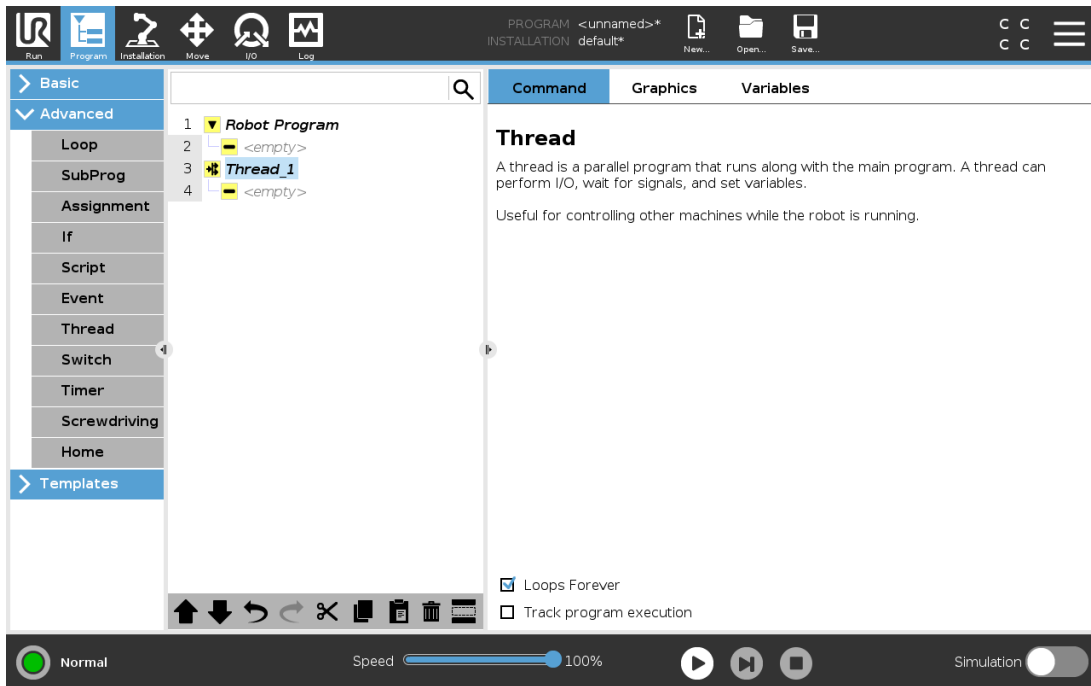 UR
PROGRAM <unnamed>*
INSTALLATION default*
Run Program Installation Move I/O Log New... Open... Save...
C C
C C
Basic
Advanced
Loop
SubProg
Assignment
If
Script
Event
Thread
Switch
Timer
Screwdriving
Home
Templates
1 Robot Program
2 <empty>
3 Thread_1
4 <empty>
Command Graphics Variables
Thread
A thread is a parallel program that runs along with the main program. A thread can
perform I/O, wait for signals, and set variables.
Useful for controlling other machines while the robot is running.
Loops Forever
Track program execution
Normal
Speed 100%
Simulation